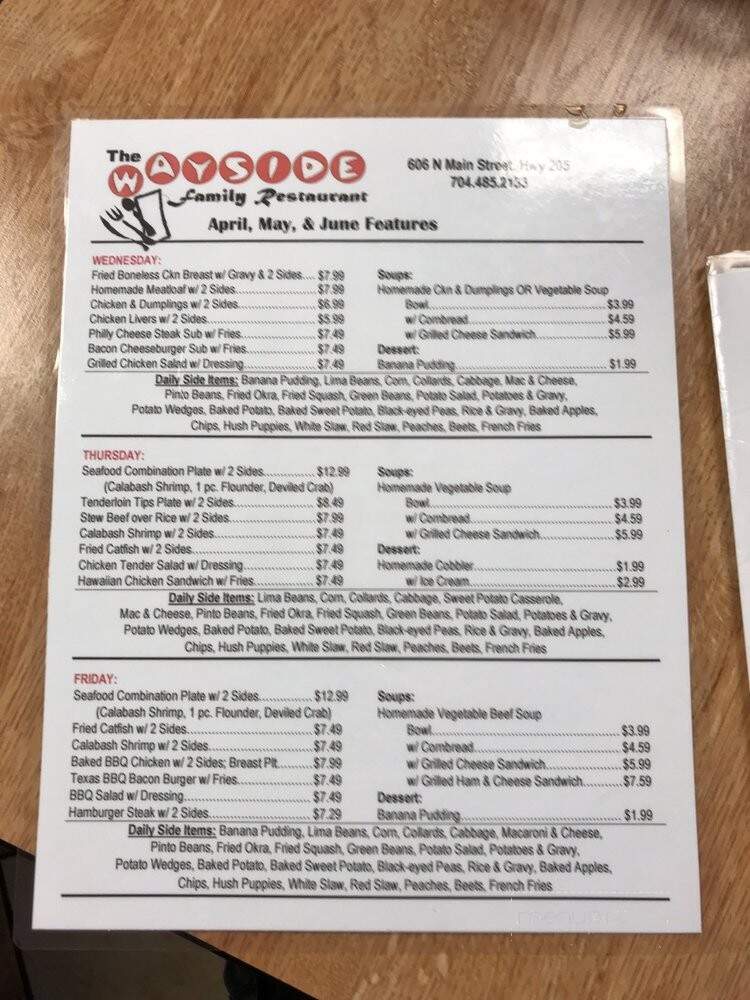 The WAYSIDE
Family Restaurant
606 N Main Street, Hwy 205
704.485.2153
April, May, & June Features
WEDNESDAY:
Fried Boneless Ckn Breast w/ Gravy & 2 Sides.... $7.99
Homemade Meatloaf w/ 2 Sides.................... $7.99
Chicken & Dumplings w/ 2 Sides.................... $6.99
Chicken Livers w/ 2 Sides.................... $5.99
Philly Cheese Steak Sub w/ Fries.................... $7.49
Bacon Cheeseburger Sub w/ Fries.................... $7.49
Grilled Chicken Salad w/ Dressing.................... $7.49
Soups:
Homemade Ckn & Dumplings OR Vegetable Soup
Bowl.................... $3.99
w/ Cornbread.................... $4.59
w/ Grilled Cheese Sandwich.................... $5.99
Dessert:
Banana Pudding.................... $1.99
Daily Side Items: Banana Pudding, Lima Beans, Corn, Collards, Cabbage, Mac & Cheese,
Pinto Beans, Fried Okra, Fried Squash, Green Beans, Potato Salad, Potatoes & Gravy,
Potato Wedges, Baked Potato, Baked Sweet Potato, Black-eyed Peas, Rice & Gravy, Baked Apples,
Chips, Hush Puppies, White Slaw, Red Slaw, Peaches, Beets, French Fries
THURSDAY:
Seafood Combination Plate w/ 2 Sides.................... $12.99
(Calabash Shrimp, 1 pc. Flounder, Deviled Crab)
Tenderloin Tips Plate w/ 2 Sides.................... $8.49
Stew Beef over Rice w/ 2 Sides.................... $7.99
Calabash Shrimp w/ 2 Sides.................... $7.49
Fried Catfish w/ 2 Sides.................... $7.49
Chicken Tender Salad w/ Dressing.................... $7.49
Hawaiian Chicken Sandwich w/ Fries.................... $7.49
Soups:
Homemade Vegetable Soup
Bowl.................... $3.99
w/ Cornbread.................... $4.59
w/ Grilled Cheese Sandwich.................... $5.99
Dessert:
Homemade Cobbler.................... $1.99
w/ Ice Cream.................... $2.99
Daily Side Items: Lima Beans, Corn, Collards, Cabbage, Sweet Potato Casserole,
Mac & Cheese, Pinto Beans, Fried Okra, Fried Squash, Green Beans, Potato Salad, Potatoes & Gravy,
Potato Wedges, Baked Potato, Baked Sweet Potato, Black-eyed Peas, Rice & Gravy, Baked Apples,
Chips, Hush Puppies, White Slaw, Red Slaw, Peaches, Beets, French Fries
FRIDAY:
Seafood Combination Plate w/ 2 Sides.................... $12.99
(Calabash Shrimp, 1 pc. Flounder, Deviled Crab)
Fried Catfish w/ 2 Sides.................... $7.49
Calabash Shrimp w/ 2 Sides.................... $7.49
Baked BBQ Chicken w/ 2 Sides; Breast Plt........ $7.99
Texas BBQ Bacon Burger w/ Fries.................... $7.49
BBQ Salad w/ Dressing.................... $7.49
Hamburger Steak w/ 2 Sides.................... $7.29
Soups:
Homemade Vegetable Beef Soup
Bowl.................... $3.99
w/ Cornbread.................... $4.59
w/ Grilled Cheese Sandwich.................... $5.99
w/ Grilled Ham & Cheese Sandwich.......... $7.59
Dessert:
Banana Pudding.................... $1.99
Daily Side Items: Banana Pudding, Lima Beans, Corn, Collards, Cabbage, Macaroni & Cheese,
Pinto Beans, Fried Okra, Fried Squash, Green Beans, Potato Salad, Potatoes & Gravy,
Potato Wedges, Baked Potato, Baked Sweet Potato, Black-eyed Peas, Rice & Gravy, Baked Apples,
Chips, Hush Puppies, White Slaw, Red Slaw, Peaches, Beets, French Fries